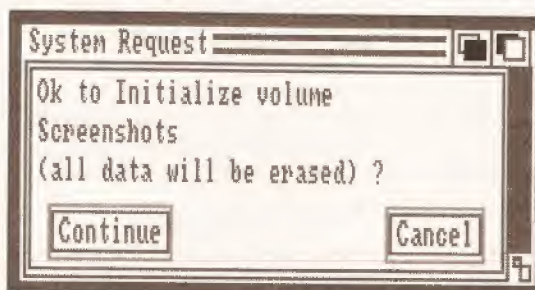 System Request
Ok to Initialize volume
Screenshots
(all data will be erased) ?
Continue
Cancel